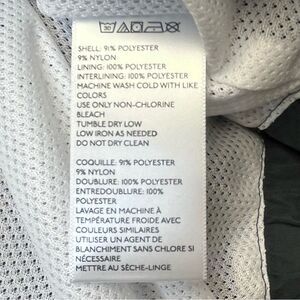 30
SHELL: 91% POLYESTER
9% NYLON
LINING: 100% POLYESTER
INTERLINING: 100% POLYESTER
MACHINE WASH COLD WITH LIKE
COLORS
USE ONLY NON-CHLORINE
BLEACH
TUMBLE DRY LOW
LOW IRON AS NEEDED
DO NOT DRY CLEAN
COQUILLE: 91% POLYESTER
9% NYLON
DOUBLURE: 100% POLYESTER
ENTREDOUBLURE: 100%
POLYESTER
LAVAGE EN MACHINE À
TEMPÉRATURE FROIDE AVEC
COULEURS SIMILAIRES
UTILISER UN AGENT DE
BLANCHIMENT SANS CHLORE SI
NÉCESSAIRE
METTRE AU SÈCHE-LINGE